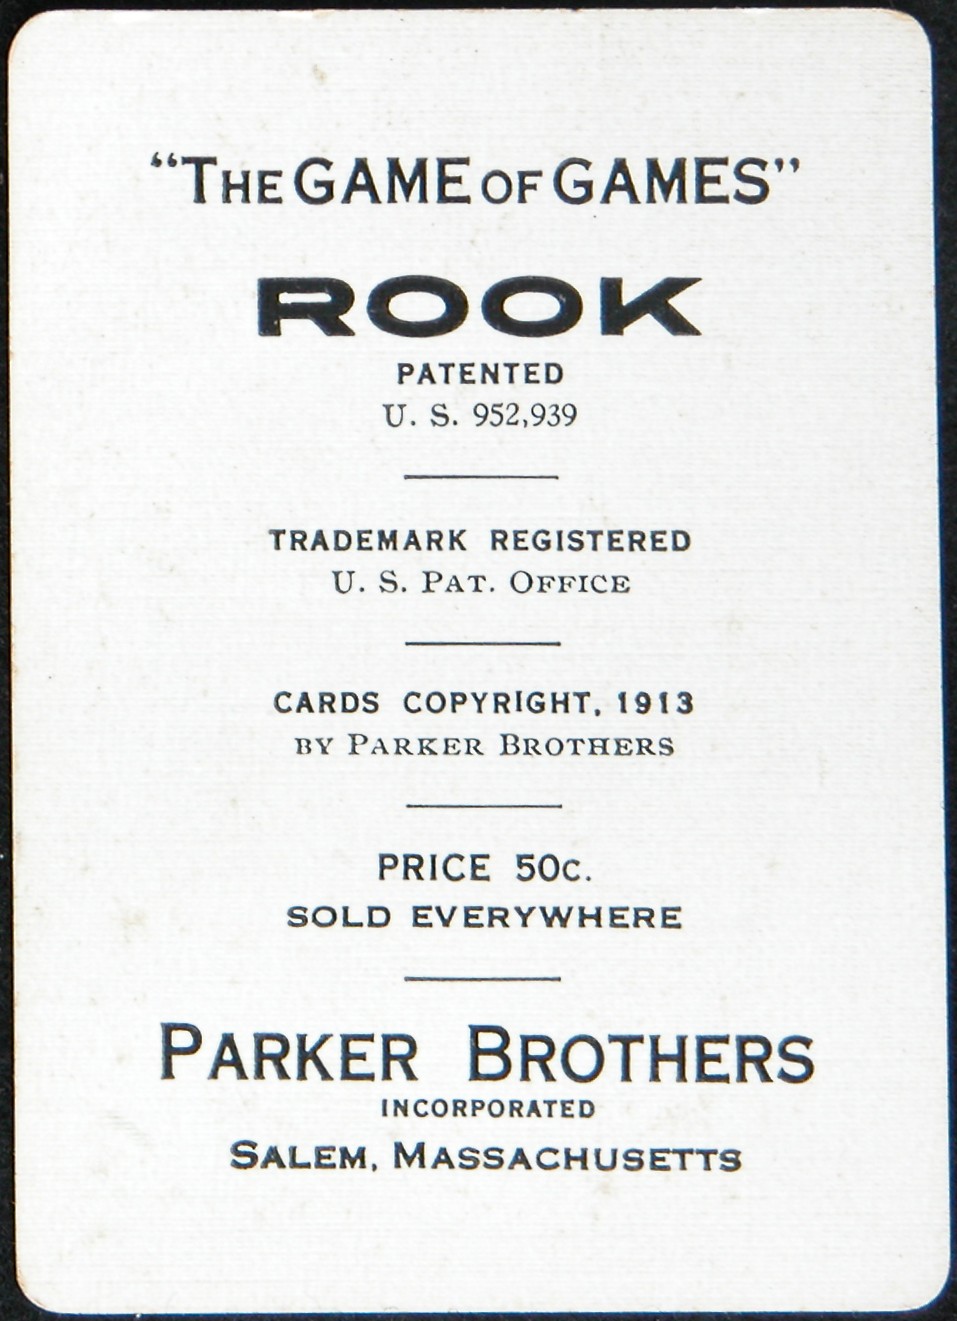 “THE GAME OF GAMES”
ROOK
PATENTED
U. S. 952,939
TRADEMARK REGISTERED
U. S. PAT. OFFICE
CARDS COPYRIGHT, 1913
BY PARKER BROTHERS
PRICE 50c.
SOLD EVERYWHERE
PARKER BROTHERS
INCORPORATED
SALEM, MASSACHUSETTS